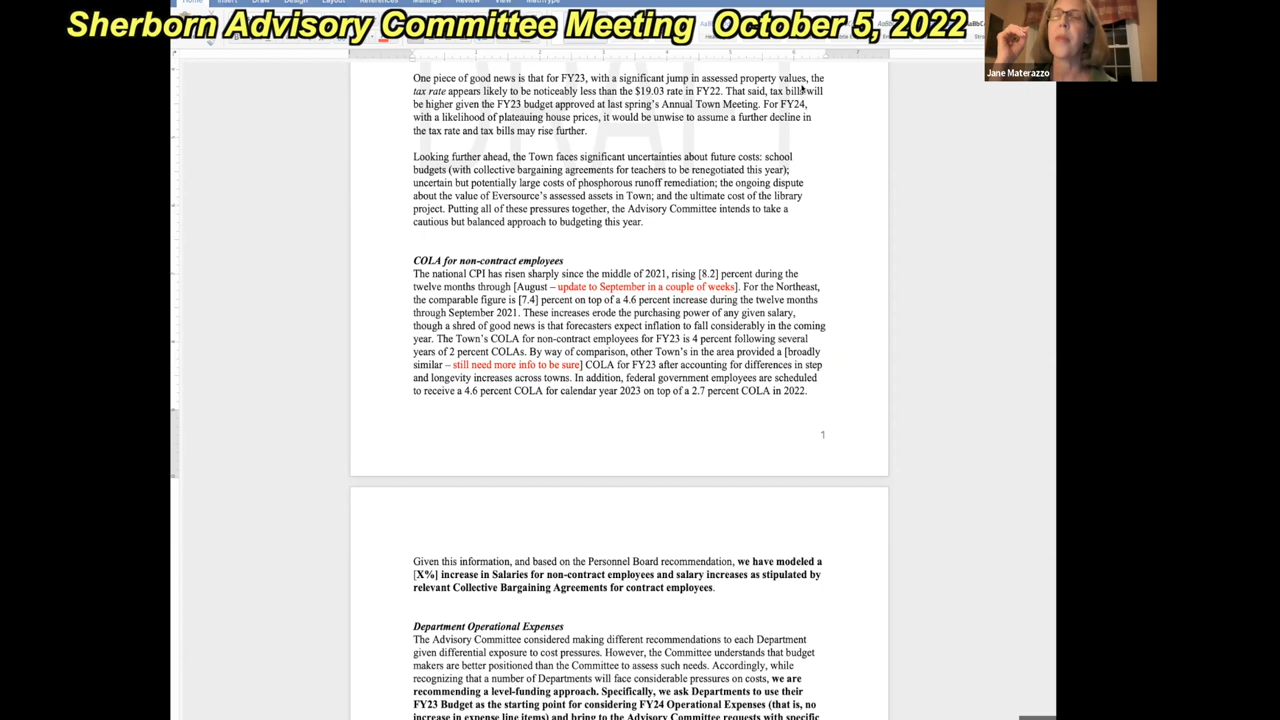 Sherborn Advisory Committee Meeting October 5, 2022
Jane Materazzo
One piece of good news is that for FY23, with a significant jump in assessed property values, the
tax rate appears likely to be noticeably less than the $19.03 rate in FY22. That said, tax bills will
be higher given the FY23 budget approved at last spring's Annual Town Meeting. For FY24,
with a likelihood of plateauing house prices, it would be unwise to assume a further decline in
the tax rate and tax bills may rise further.
Looking further ahead, the Town faces significant uncertainties about future costs: school
budgets (with collective bargaining agreements for teachers to be renegotiated this year);
uncertain but potentially large costs of phosphorous runoff remediation; the ongoing dispute
about the value of Eversource's assessed assets in Town; and the ultimate cost of the library
project. Putting all of these pressures together, the Advisory Committee intends to take a
cautious but balanced approach to budgeting this year.
COLA for non-contract employees
The national CPI has risen sharply since the middle of 2021, rising [8.2] percent during the
twelve months through [August – update to September in a couple of weeks]. For the Northeast,
the comparable figure is [7.4] percent on top of a 4.6 percent increase during the twelve months
through September 2021. These increases erode the purchasing power of any given salary,
though a shred of good news is that forecasters expect inflation to fall considerably in the coming
year. The Town's COLA for non-contract employees for FY23 is 4 percent following several
years of 2 percent COLAs. By way of comparison, other Town's in the area provided a [broadly
similar – still need more info to be sure] COLA for FY23 after accounting for differences in step
and longevity increases across towns. In addition, federal government employees are scheduled
to receive a 4.6 percent COLA for calendar year 2023 on top of a 2.7 percent COLA in 2022.
1
Given this information, and based on the Personnel Board recommendation, we have modeled a
[X%] increase in Salaries for non-contract employees and salary increases as stipulated by
relevant Collective Bargaining Agreements for contract employees.
Department Operational Expenses
The Advisory Committee considered making different recommendations to each Department
given differential exposure to cost pressures. However, the Committee understands that budget
makers are better positioned than the Committee to assess such needs. Accordingly, while
recognizing that a number of Departments will face considerable pressures on costs, we are
recommending a level-funding approach. Specifically, we ask Departments to use their
FY23 Budget as the starting point for considering FY24 Operational Expenses (that is, no
increase in expense line items) and bring to the Advisory Committee requests with specific